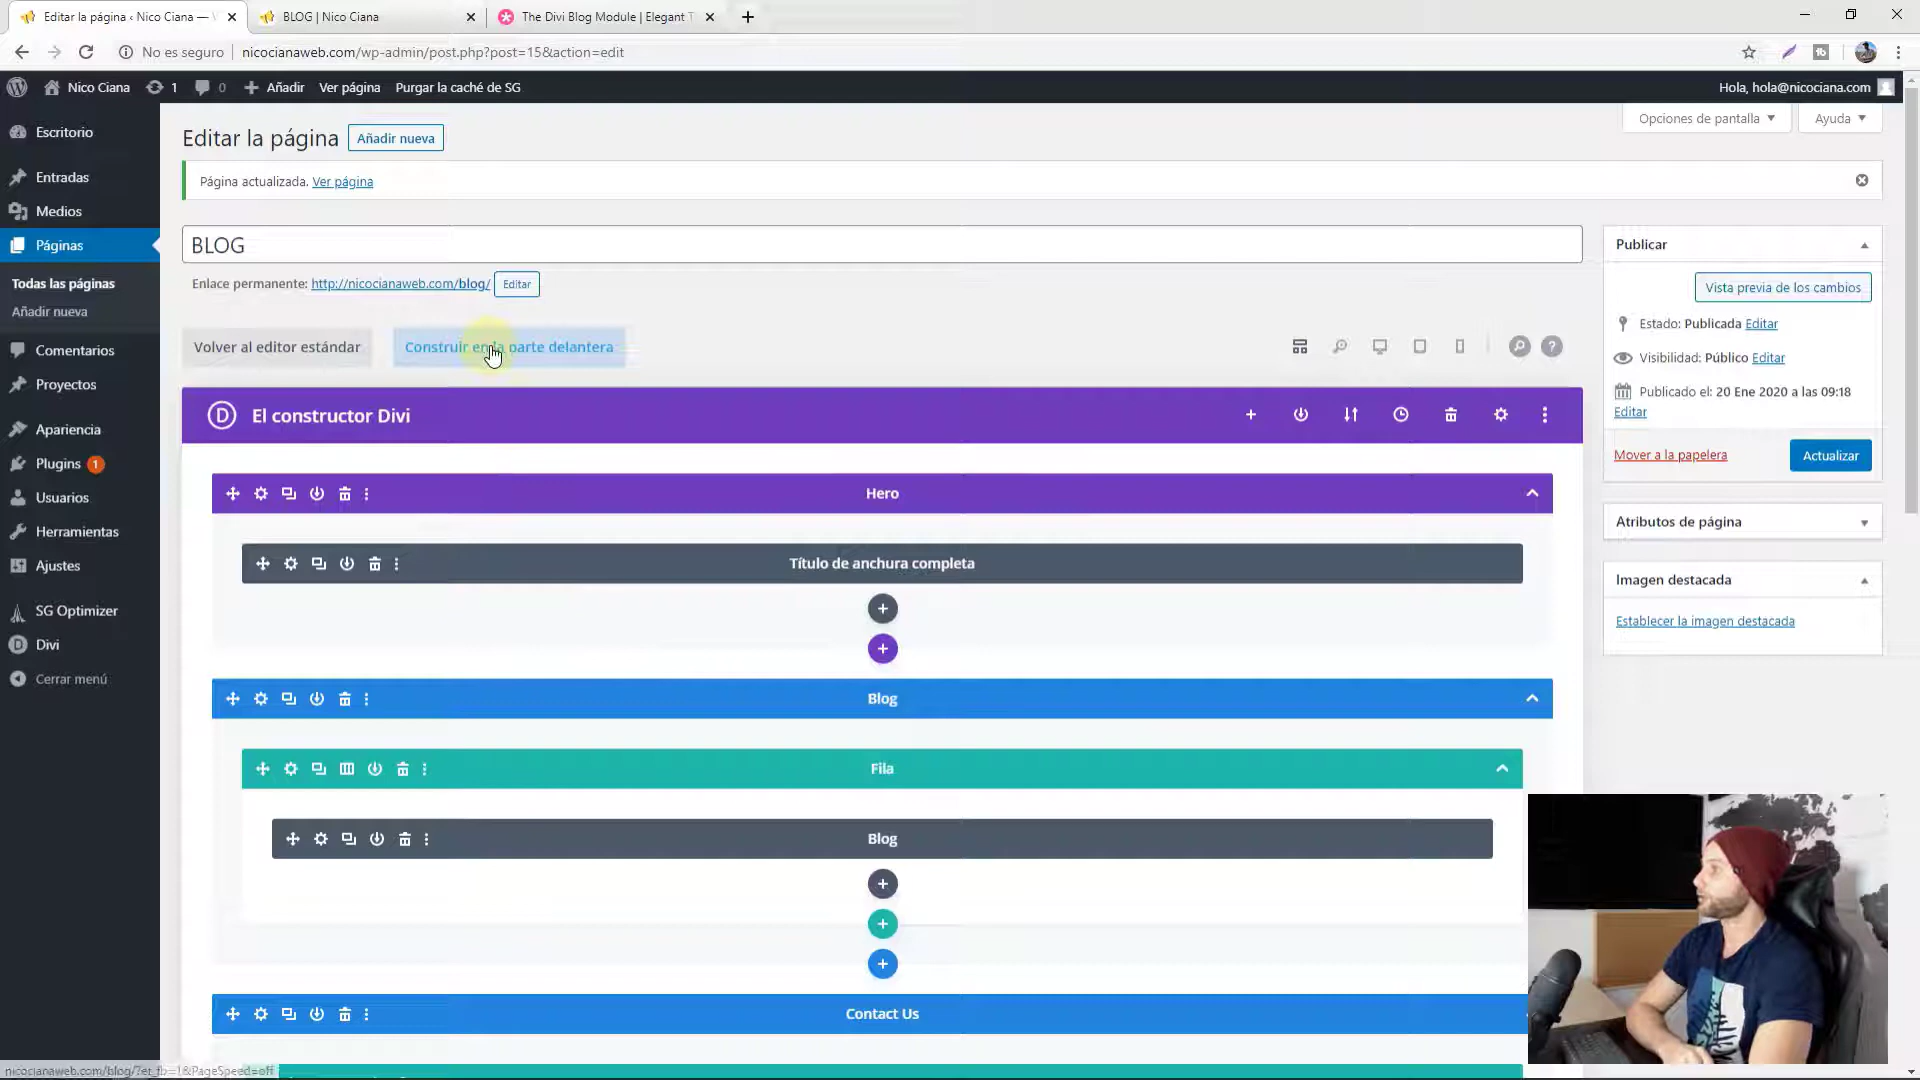 Editar la página ‹ Nico Ciana — 
BLOG | Nico Ciana
The Divi Blog Module | Elegant T
No es seguro
nicocianaweb.com/wp-admin/post.php?post=15&action=edit
Nico Ciana
1
0
Añadir
Ver página
Purgar la caché de SG
Hola, hola@nicociana.com
Escritorio
Entradas
Medios
Páginas
Todas las páginas
Añadir nueva
Comentarios
Proyectos
Apariencia
Plugins 1
Usuarios
Herramientas
Ajustes
SG Optimizer
Divi
Cerrar menú
Opciones de pantalla
Ayuda
Editar la página
Añadir nueva
Página actualizada. Ver página
BLOG
Enlace permanente: http://nicocianaweb.com/blog/ Editar
Volver al editor estándar
Construir en la parte delantera
El constructor Divi
Hero
Título de anchura completa
Blog
Fila
Blog
Contact Us
Publicar
Vista previa de los cambios
Estado: Publicada Editar
Visibilidad: Público Editar
Publicado el: 20 Ene 2020 a las 09:18
Editar
Mover a la papelera
Actualizar
Atributos de página
Imagen destacada
Establecer la imagen destacada
nicocianaweb.com/blog/?et_fb=1&PageSpeed=off